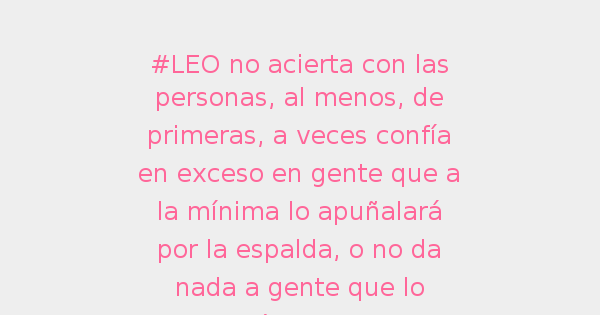 #LEO no acierta con las
personas, al menos, de
primeras, a veces confía
en exceso en gente que a
la mínima lo apuñalará
por la espalda, o no da
nada a gente que lo